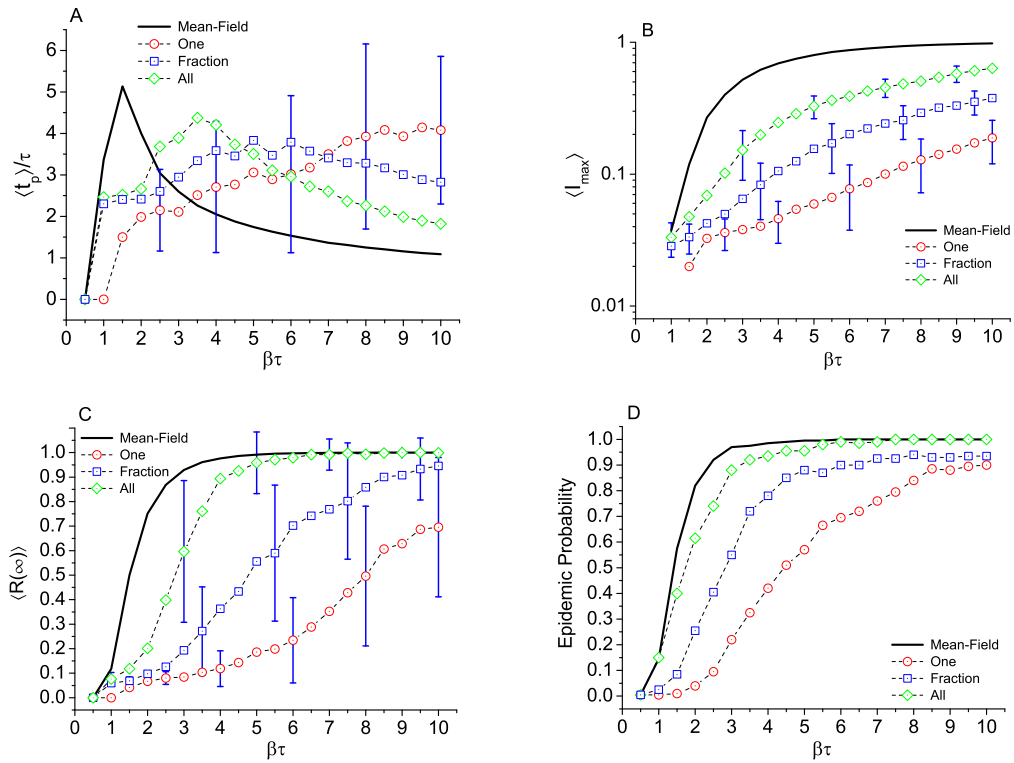 A
Mean-Field
One
Fraction
All
6
5
4
3
2
1
0
⟨t_p⟩/τ
0 1 2 3 4 5 6 7 8 9 10
βτ
B
1
0.1
0.01
⟨I_max⟩
Mean-Field
One
Fraction
All
0 1 2 3 4 5 6 7 8 9 10
βτ
C
Mean-Field
One
Fraction
All
1.0
0.9
0.8
0.7
0.6
0.5
0.4
0.3
0.2
0.1
0.0
⟨R(∞)⟩
0 1 2 3 4 5 6 7 8 9 10
βτ
D
1.0
0.9
0.8
0.7
0.6
0.5
0.4
0.3
0.2
0.1
0.0
Epidemic Probability
Mean-Field
One
Fraction
All
0 1 2 3 4 5 6 7 8 9 10
βτ